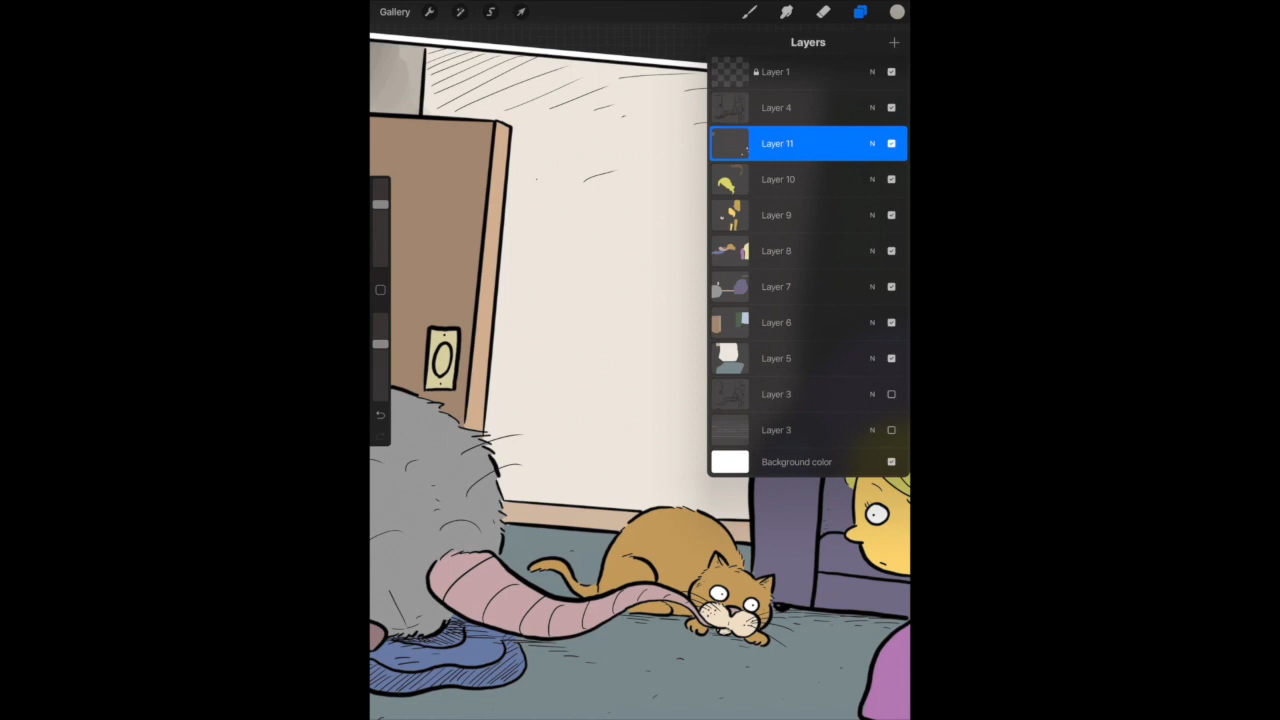 Gallery
Layers
Layer 1 N
Layer 4 N
Layer 11 N
Layer 10 N
Layer 9 N
Layer 8 N
Layer 7 N
Layer 6 N
Layer 5 N
Layer 3 N
Layer 3 N
Background color